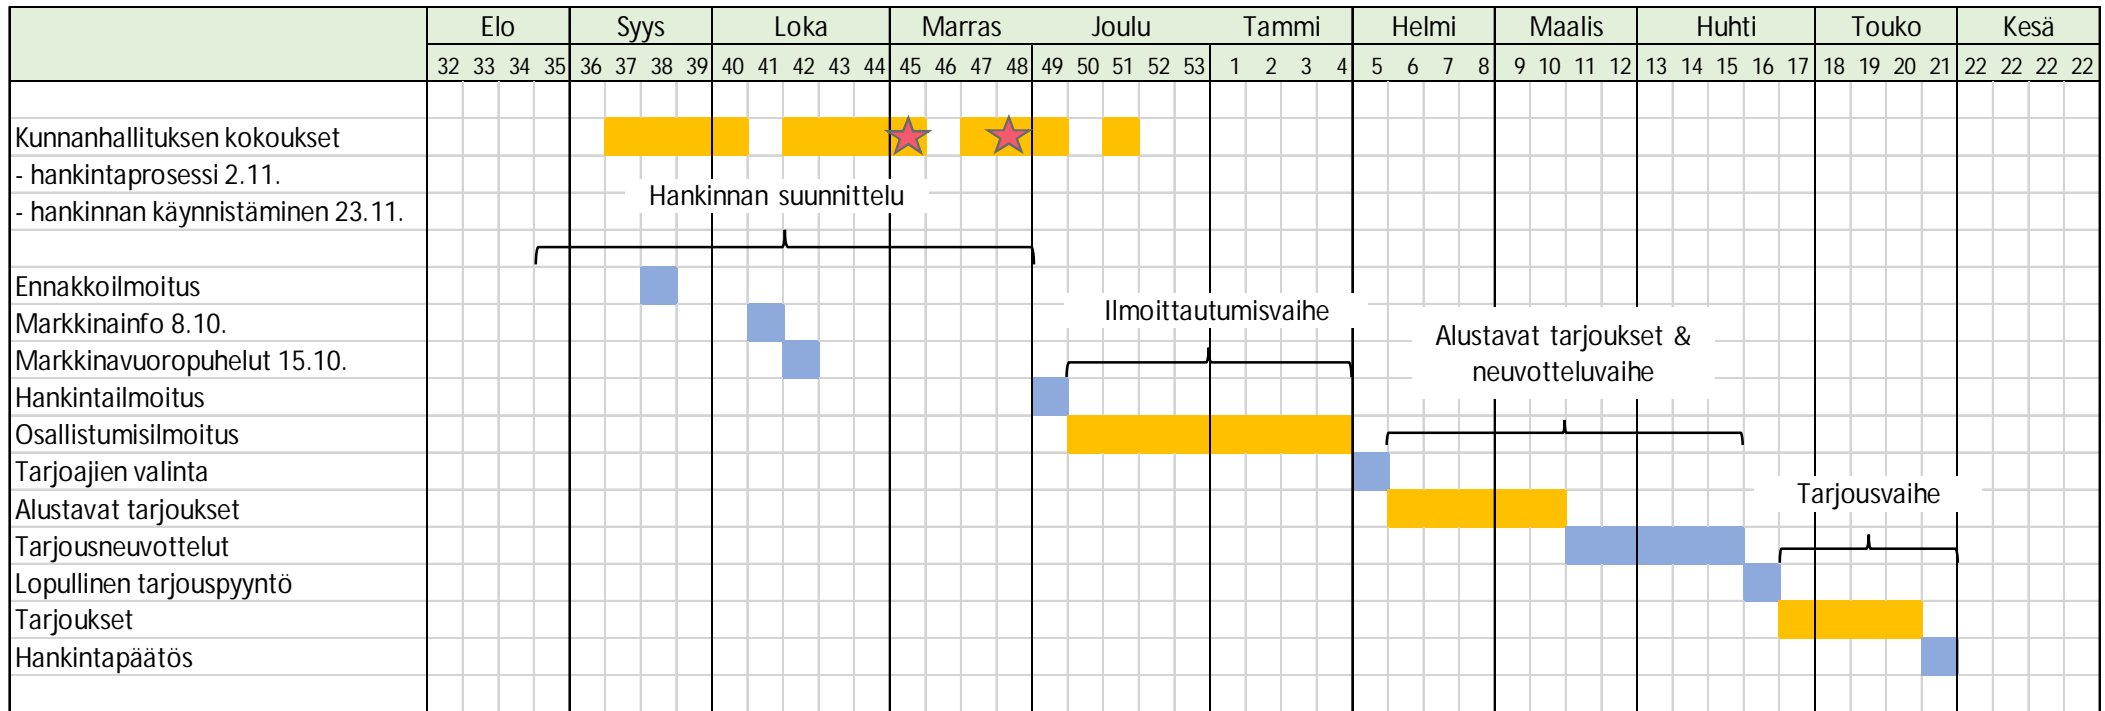 Elo Syys Loka Marras Joulu Tammi Helmi Maalis Huhti Touko Kesä
32 33 34 35 36 37 38 39 40 41 42 43 44 45 46 47 48 49 50 51 52 53 1 2 3 4 5 6 7 8 9 10 11 12 13 14 15 16 17 18 19 20 21 22 22 22 22
Kunnanhallituksen kokoukset
- hankintaprosessi 2.11.
- hankinnan käynnistäminen 23.11.
Hankinnan suunnittelu
Ennakkoilmoitus
Markkinainfo 8.10.
Ilmoittautumisvaihe
Markkinavuoropuhelut 15.10.
Alustavat tarjoukset &
neuvotteluvaihe
Hankintailmoitus
Osallistumisilmoitus
Tarjoajien valinta
Alustavat tarjoukset
Tarjousvaihe
Tarjousneuvottelut
Lopullinen tarjouspyyntö
Tarjoukset
Hankintapäätös